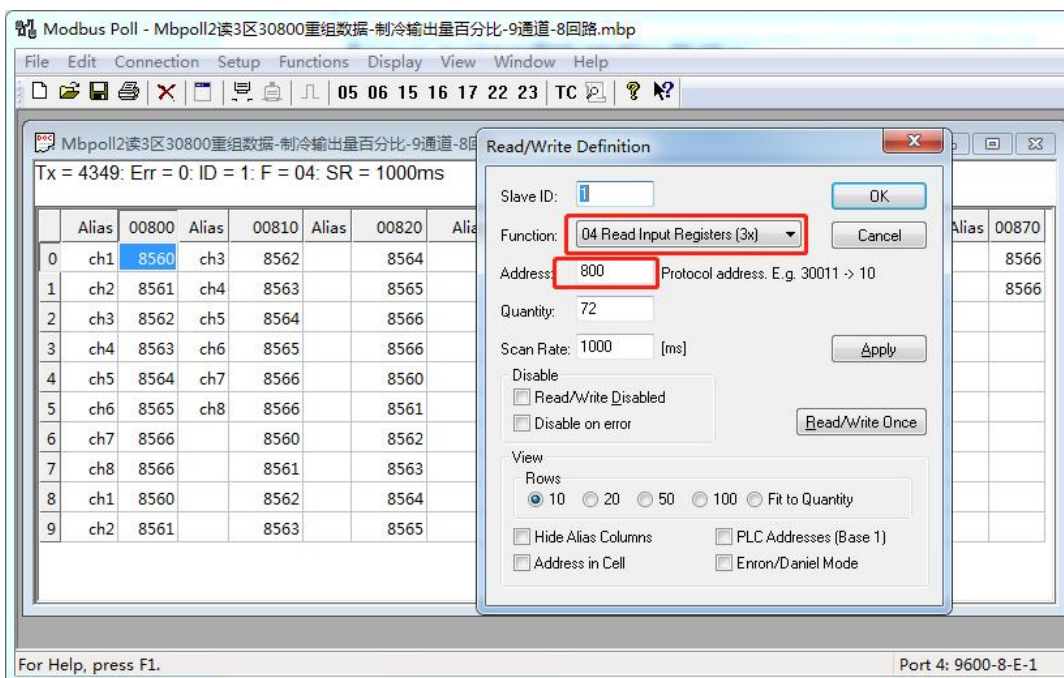 Modbus Poll - Mbpoll2读3区30800重组数据-制冷输出量百分比-9通道-8回路.mbp
File Edit Connection Setup Functions Display View Window Help
05 06 15 16 17 22 23 TC
Mbpoll2读3区30800重组数据-制冷输出量百分比-9通道-8
Tx = 4349: Err = 0: ID = 1: F = 04: SR = 1000ms
Alias 00800 Alias 00810 Alias 00820 Alia
0 ch1 8560 ch3 8562 8564
1 ch2 8561 ch4 8563 8565
2 ch3 8562 ch5 8564 8566
3 ch4 8563 ch6 8565 8566
4 ch5 8564 ch7 8566 8560
5 ch6 8565 ch8 8566 8561
6 ch7 8566 8560 8562
7 ch8 8566 8561 8563
8 ch1 8560 8562 8564
9 ch2 8561 8563 8565
Read/Write Definition
Slave ID: 1
OK
Function: 04 Read Input Registers (3x)
Cancel
Address: 800 Protocol address. E.g. 30011 -> 10
Quantity: 72
Scan Rate: 1000 [ms]
Apply
Disable
Read/Write Disabled
Disable on error
Read/Write Once
View
Rows
10 20 50 100 Fit to Quantity
Hide Alias Columns PLC Addresses (Base 1)
Address in Cell Enron/Daniel Mode
Alias 00870
8566
8566
For Help, press F1.
Port 4: 9600-8-E-1